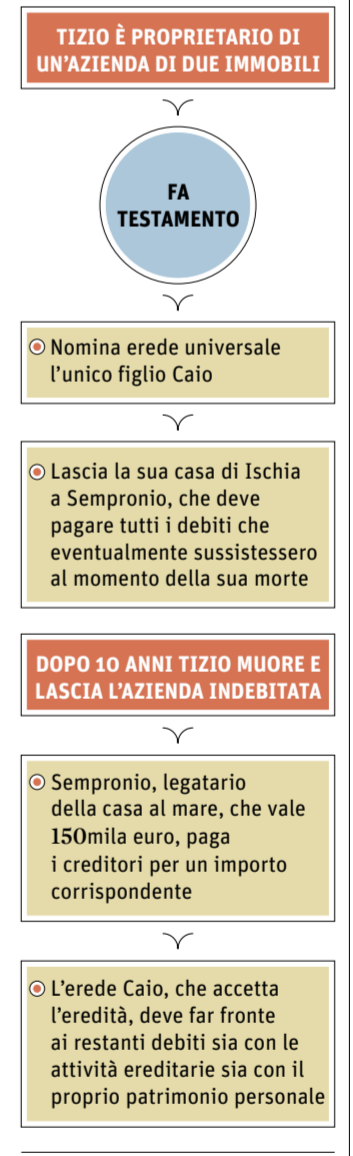 TIZIO È PROPRIETARIO DI
UN'AZIENDA DI DUE IMMOBILI
FA
TESTAMENTO
Nomina erede universale
l'unico figlio Caio
Lascia la sua casa di Ischia
a Sempronio, che deve
pagare tutti i debiti che
eventualmente sussistessero
al momento della sua morte
DOPO 10 ANNI TIZIO MUORE E
LASCIA L'AZIENDA INDEBITATA
Sempronio, legatario
della casa al mare, che vale
150mila euro, paga
i creditori per un importo
corrispondente
L'erede Caio, che accetta
l'eredità, deve far fronte
ai restanti debiti sia con le
attività ereditarie sia con il
proprio patrimonio personale